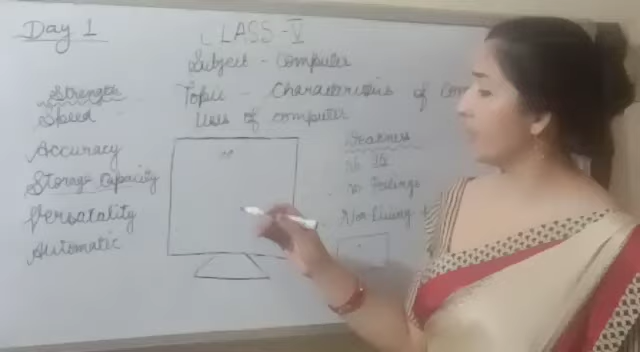 Day 1
CLASS-V
Subject - Computer
Topic - Characteristics of Com
Uses of Computer
Strength
Speed
Accuracy
Storage Capacity
Versatality
Automatic
Weakness
No IQ
no Feelings
Non Living